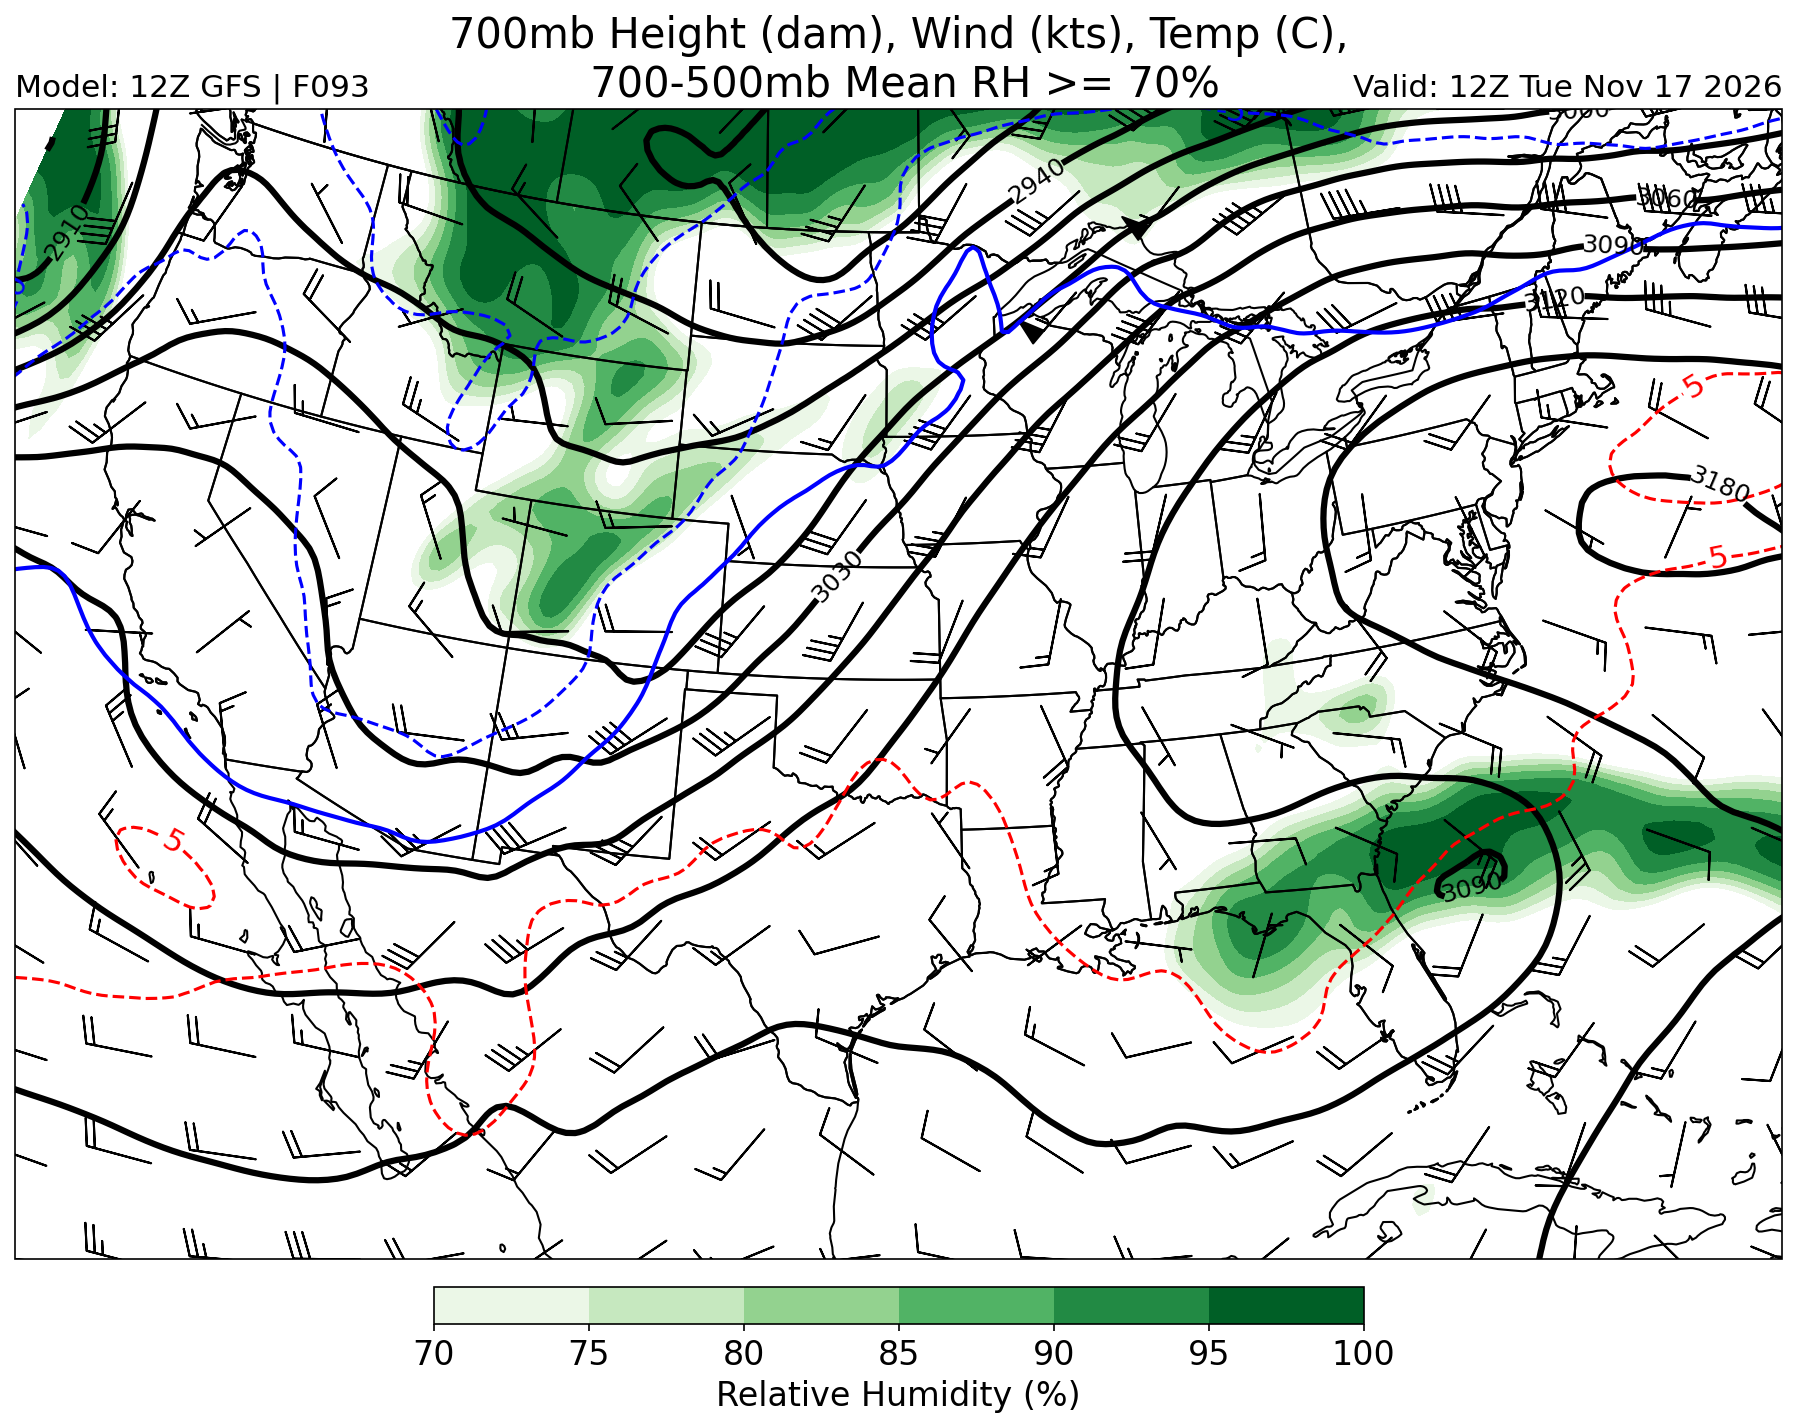 700mb Height (dam), Wind (kts), Temp (C),
700-500mb Mean RH >= 70%
Model: 12Z GFS | F093
Valid: 12Z Tue Nov 17 2026
2940
3060
2910
3090
3120
5
3180
5
3030
5
3090
70 75 80 85 90 95 100
Relative Humidity (%)